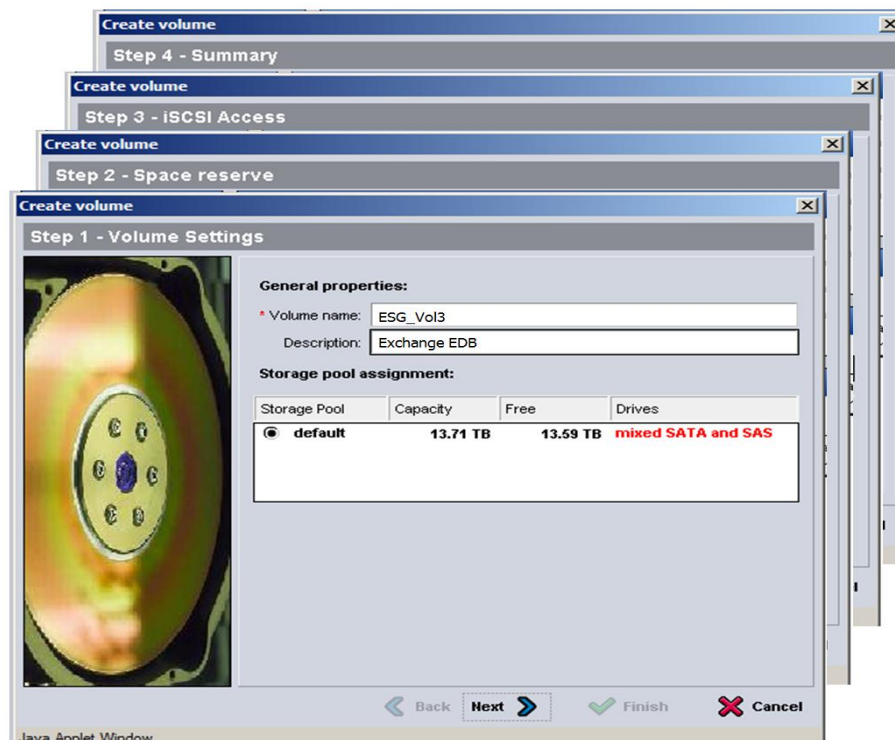 Create volume
Step 4 - Summary
Create volume
Step 3 - iSCSI Access
Create volume
Step 2 - Space reserve
Create volume
Step 1 - Volume Settings
General properties:
* Volume name: ESG_Vol3
Description: Exchange EDB
Storage pool assignment:
Storage Pool Capacity Free Drives
default 13.71 TB 13.59 TB mixed SATA and SAS
Back Next Finish Cancel
Java Applet Window